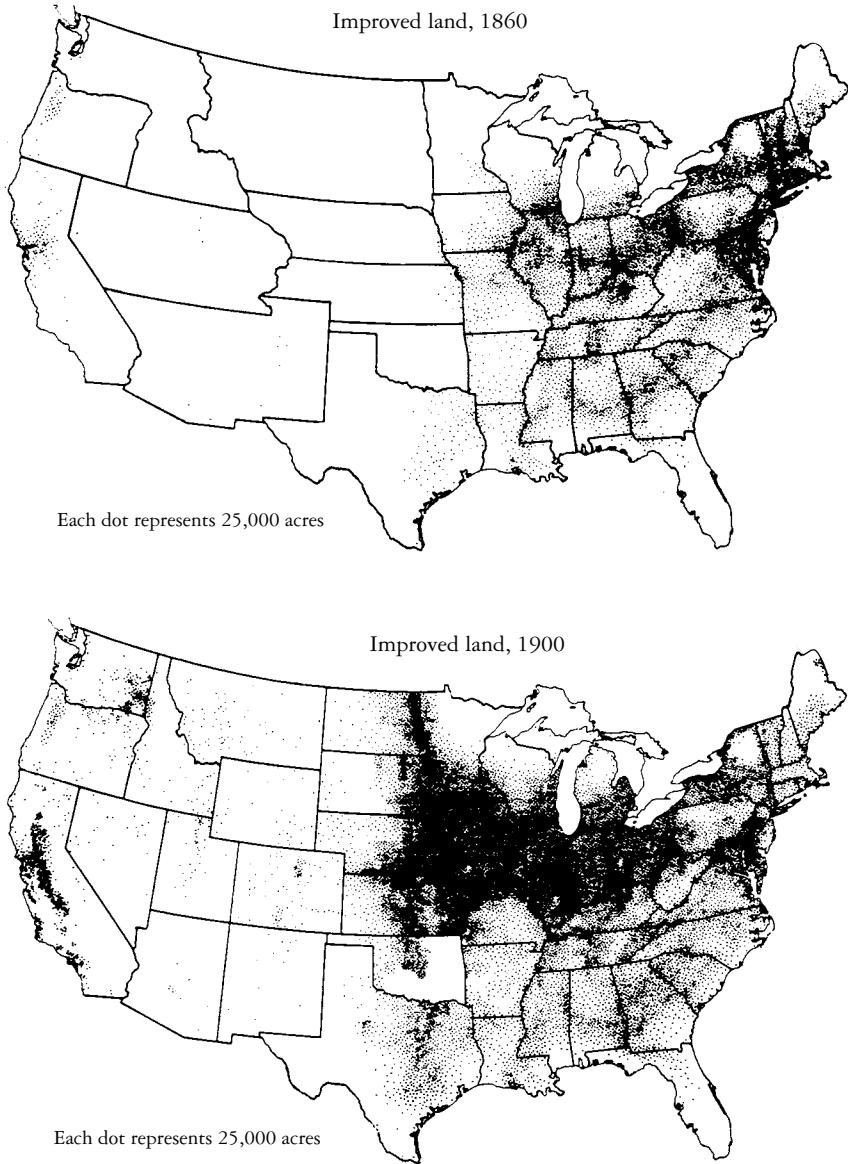 Improved land, 1860
Each dot represents 25,000 acres
Improved land, 1900
Each dot represents 25,000 acres